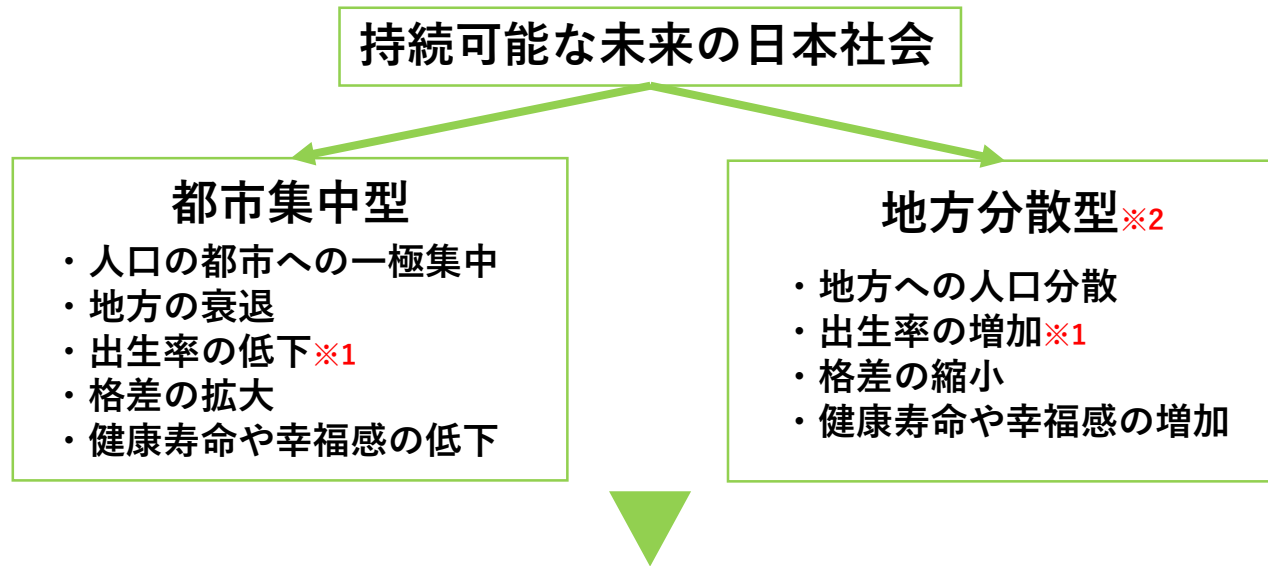 持続可能な未来の日本社会
都市集中型
・人口の都市への一極集中
・地方の衰退
・出生率の低下※1
・格差の拡大
・健康寿命や幸福感の低下
地方分散型※2
・地方への人口分散
・出生率の増加※1
・格差の縮小
・健康寿命や幸福感の増加